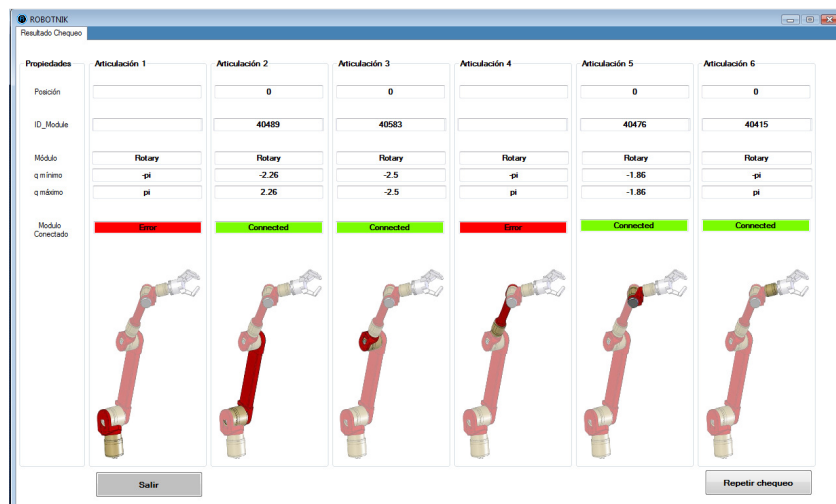 ROBOTNIK
Resultado Chequeo
Propiedades Articulación 1 Articulación 2 Articulación 3 Articulación 4 Articulación 5 Articulación 6
Posición 0 0 0 0
ID_Module 40489 40583 40476 40415
Módulo Rotary Rotary Rotary Rotary Rotary Rotary
q mínimo -pi -2.26 -2.5 -pi -1.86 -pi
q máximo pi 2.26 -2.5 pi -1.86 pi
Modulo
Conectado Error Connected Connected Error Connected Connected
Salir Repetir chequeo